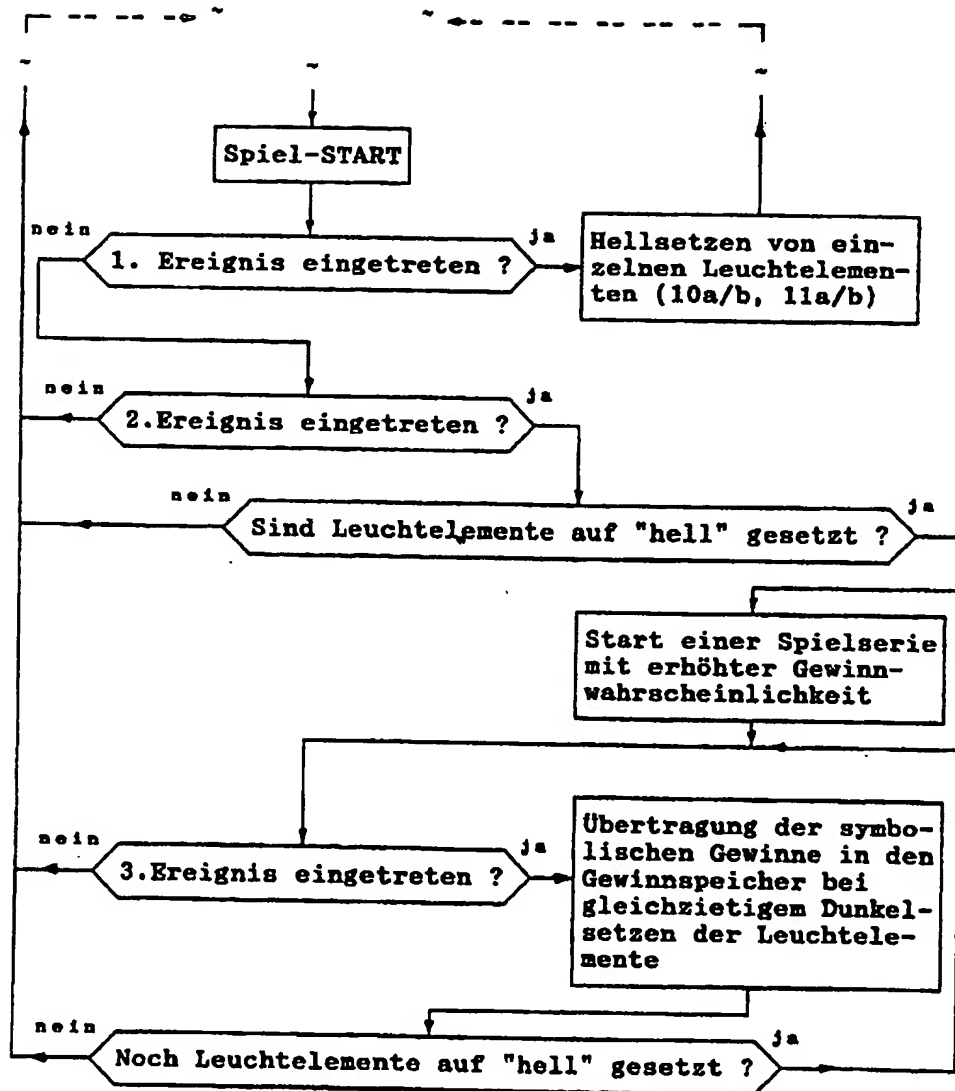 Spiel-START
nein
ja
1. Ereignis eingetreten ?
Hellsetzen von ein-
zelnen Leuchtelemen-
ten (10a/b, 11a/b)
nein
ja
2.Ereignis eingetreten ?
nein
ja
Sind Leuchtelemente auf "hell" gesetzt ?
Start einer Spielserie
mit erhöhter Gewinn-
wahrscheinlichkeit
nein
ja
3.Ereignis eingetreten ?
Übertragung der symbo-
lischen Gewinne in den
Gewinnspeicher bei
gleichzietigem Dunkel-
setzen der Leuchtele-
mente
nein
ja
Noch Leuchtelemente auf "hell" gesetzt ?